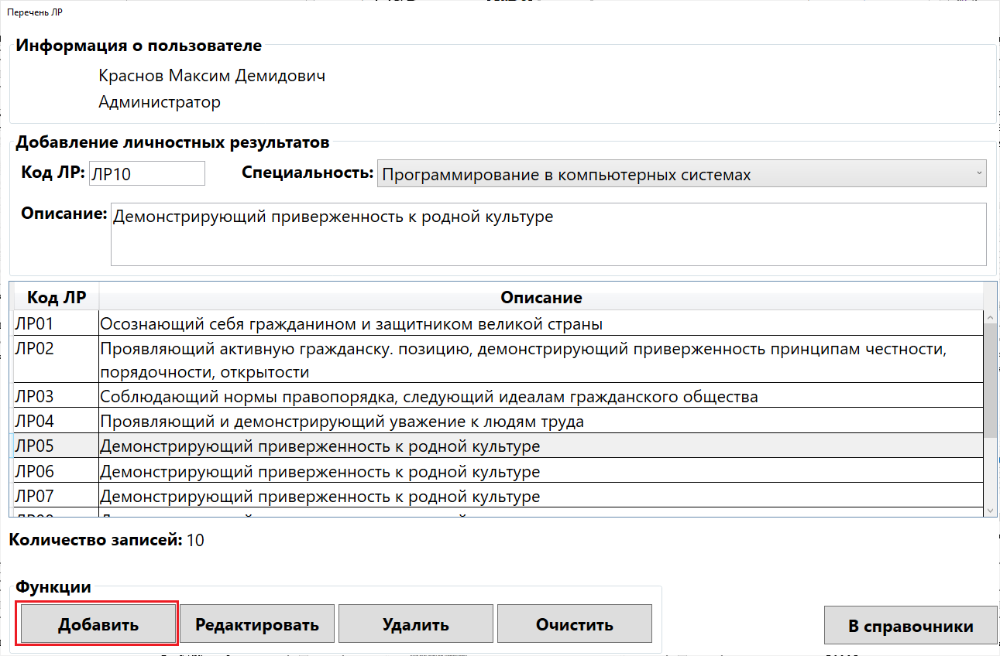 Перечень ЛР
Информация о пользователе
Краснов Максим Демидович
Администратор
Добавление личностных результатов
Код ЛР: ЛР10 Специальность: Программирование в компьютерных системах
Описание: Демонстрирующий приверженность к родной культуре
Код ЛР Описание
ЛР01 Осознающий себя гражданином и защитником великой страны
ЛР02 Проявляющий активную гражданску. позицию, демонстрирующий приверженность принципам честности,
порядочности, открытости
ЛР03 Соблюдающий нормы правопорядка, следующий идеалам гражданского общества
ЛР04 Проявляющий и демонстрирующий уважение к людям труда
ЛР05 Демонстрирующий приверженность к родной культуре
ЛР06 Демонстрирующий приверженность к родной культуре
ЛР07 Демонстрирующий приверженность к родной культуре
Количество записей: 10
Функции
Добавить Редактировать Удалить Очистить В справочники